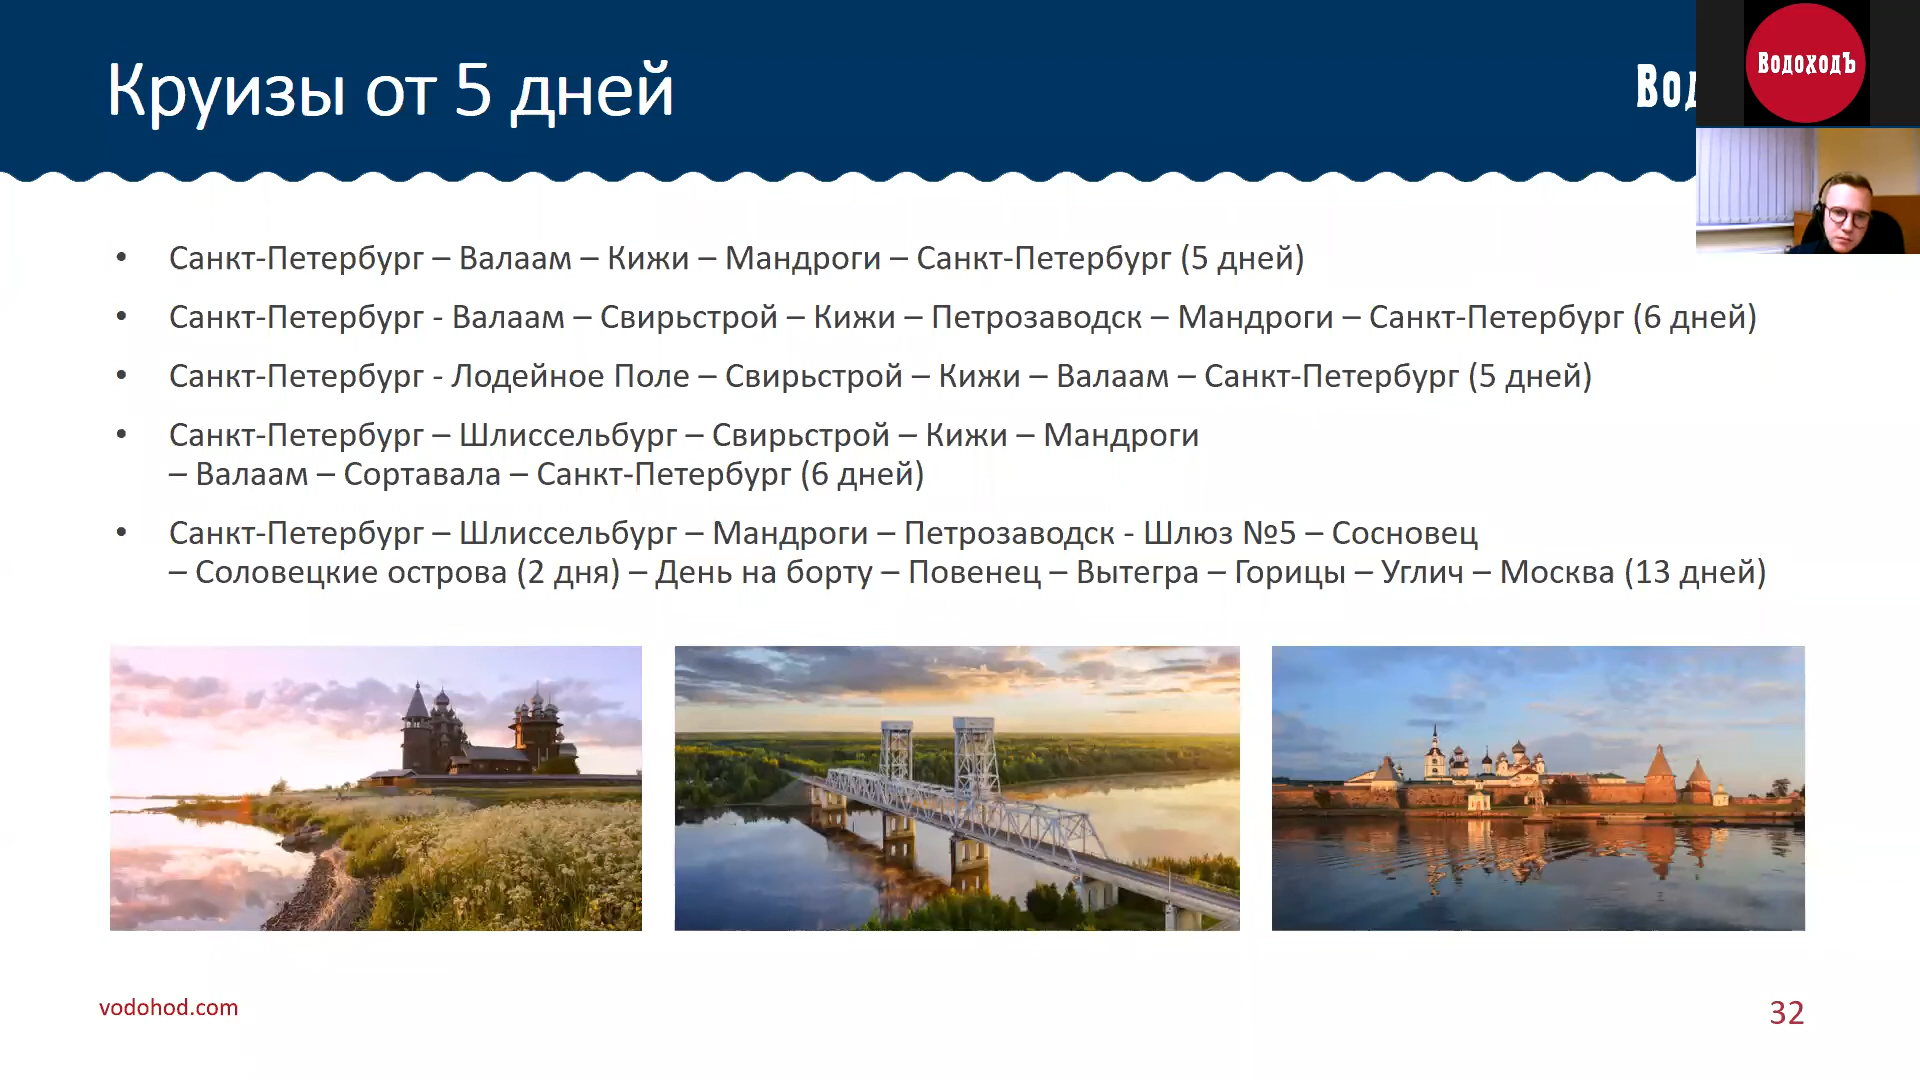 Круизы от 5 дней
Вод
ВодоходЪ
• Санкт-Петербург – Валаам – Кижи – Мандроги – Санкт-Петербург (5 дней)
• Санкт-Петербург - Валаам – Свирьстрой – Кижи – Петрозаводск – Мандроги – Санкт-Петербург (6 дней)
• Санкт-Петербург - Лодейное Поле – Свирьстрой – Кижи – Валаам – Санкт-Петербург (5 дней)
• Санкт-Петербург – Шлиссельбург – Свирьстрой – Кижи – Мандроги
– Валаам – Сортавала – Санкт-Петербург (6 дней)
• Санкт-Петербург – Шлиссельбург – Мандроги – Петрозаводск - Шлюз №5 – Сосновец
– Соловецкие острова (2 дня) – День на борту – Повенец – Вытегра – Горицы – Углич – Москва (13 дней)
vodohod.com
32